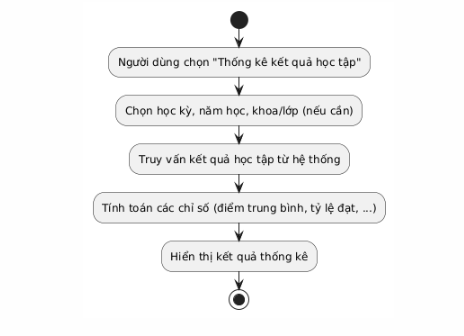 Người dùng chọn "Thống kê kết quả học tập"
Chọn học kỳ, năm học, khoa/lớp (nếu cần)
Truy vấn kết quả học tập từ hệ thống
Tính toán các chỉ số (điểm trung bình, tỷ lệ đạt, ...)
Hiển thị kết quả thống kê